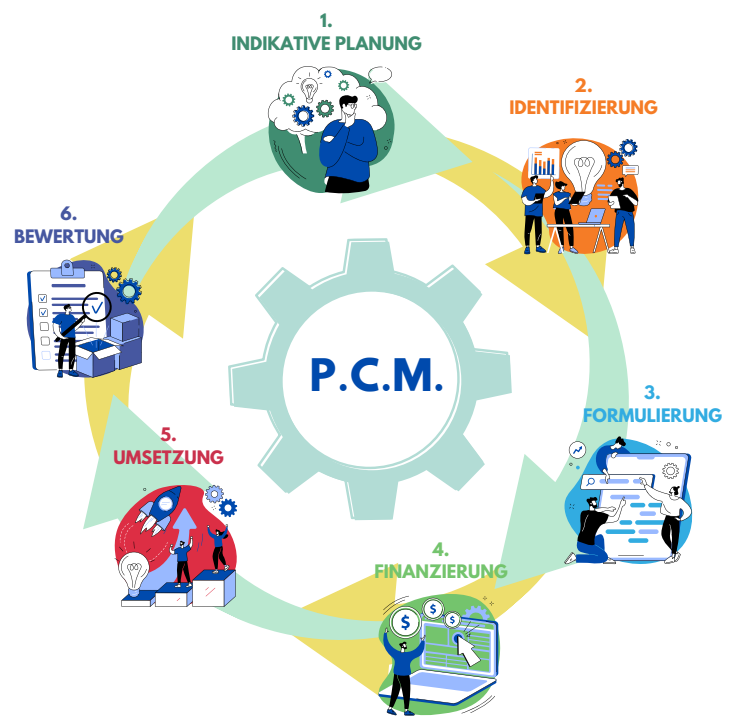 1.
INDIKATIVE PLANUNG
2.
IDENTIFIZIERUNG
3.
FORMULIERUNG
4.
FINANZIERUNG
5.
UMSETZUNG
6.
BEWERTUNG
P.C.M.
$
$
$